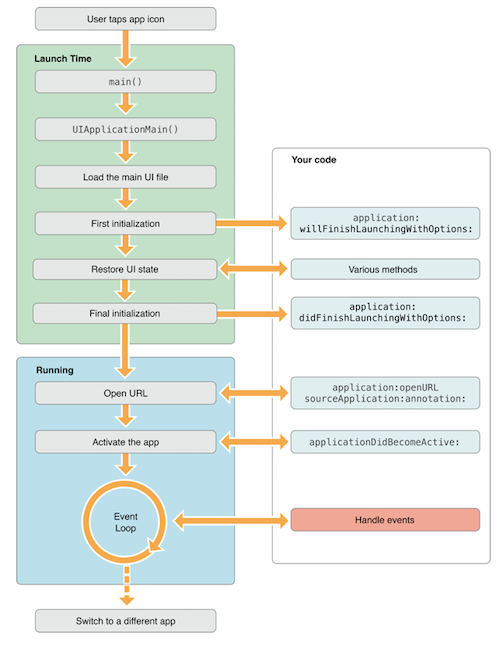 User taps app icon
Launch Time
main()
UIApplicationMain()
Load the main UI file
First initialization
Restore UI state
Final initialization
Running
Open URL
Activate the app
Event
Loop
Switch to a different app
Your code
application:
willFinishLaunchingWithOptions:
Various methods
application:
didFinishLaunchingWithOptions:
application:openURL
sourceApplication:annotation:
applicationDidBecomeActive:
Handle events